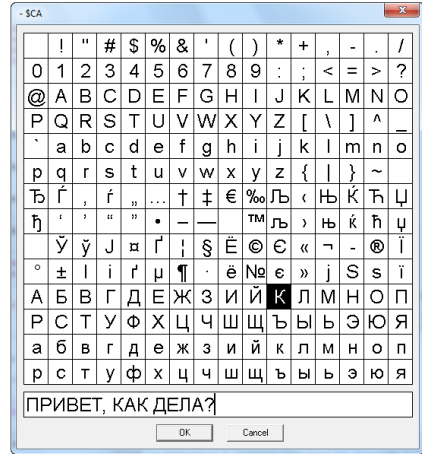 - $CA
! " # $ % & ' ( ) * + , - . /
0 1 2 3 4 5 6 7 8 9 : ; < = > ?
@ A B C D E F G H I J K L M N O
P Q R S T U V W X Y Z [ \ ] ^ _
` a b c d e f g h i j k l m n o
p q r s t u v w x y z { | } ~
Ђ Ѓ ‚ ѓ „ … † ‡ € ‰ Љ ‹ Њ Ќ Ћ Џ
ђ ‘ ’ “ ” • – — ™ љ › њ ќ ћ џ
Ў ў Ј ¤ Ґ ¦ § Ё © Є « ¬ - ® Ї
° ± І і ґ µ ¶ · ё № є » ј Ѕ ѕ ї
А Б В Г Д Е Ж З И Й К Л М Н О П
Р С Т У Ф Х Ц Ч Ш Щ Ъ Ы Ь Э Ю Я
а б в г д е ж з и й к л м н о п
р с т у ф х ц ч ш щ ъ ы ь э ю я
ПРИВЕТ, КАК ДЕЛА?
OK Cancel